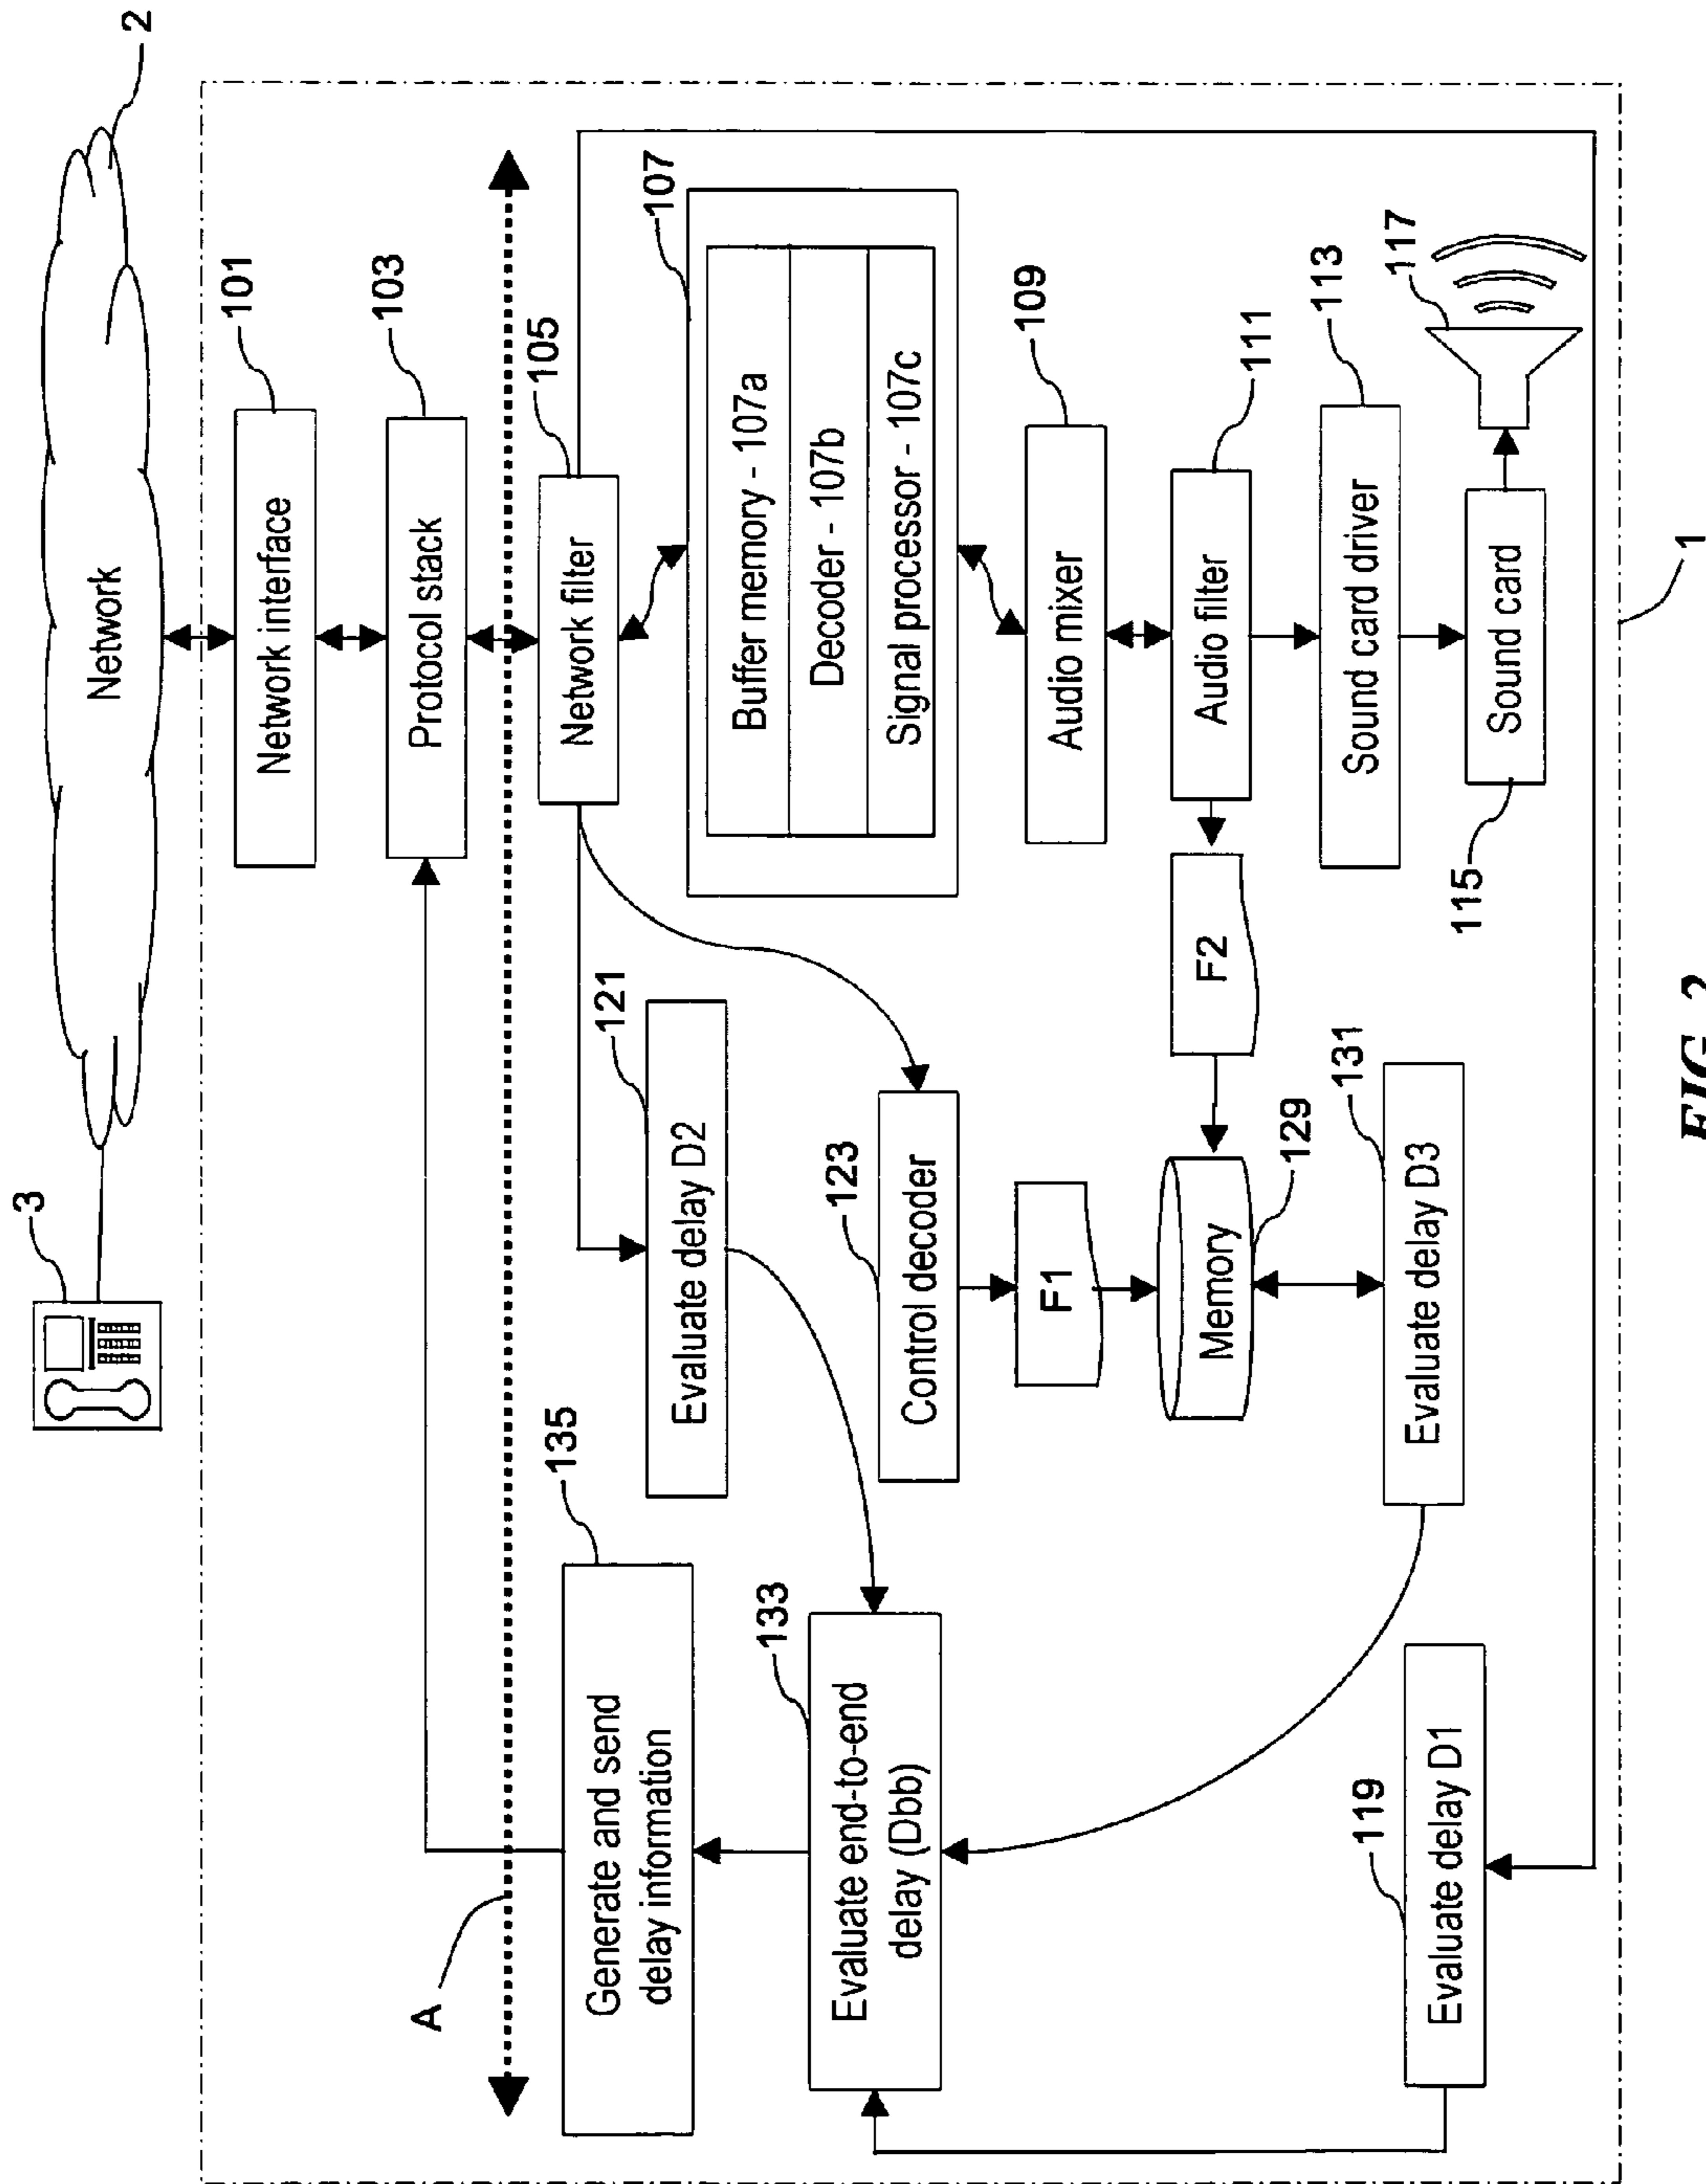 3
2
Network
101
Network interface
103
Protocol stack
A
105
Network filter
107
Buffer memory - 107a
Decoder - 107b
Signal processor - 107c
135
Generate and send
delay information
121
Evaluate delay D2
133
Evaluate end-to-end
delay (Dbb)
123
Control decoder
F1
109
Audio mixer
111
Audio filter
F2
129
Memory
113
Sound card driver
117
131
Evaluate delay D3
119
Evaluate delay D1
115
Sound card
1
FIG. 2